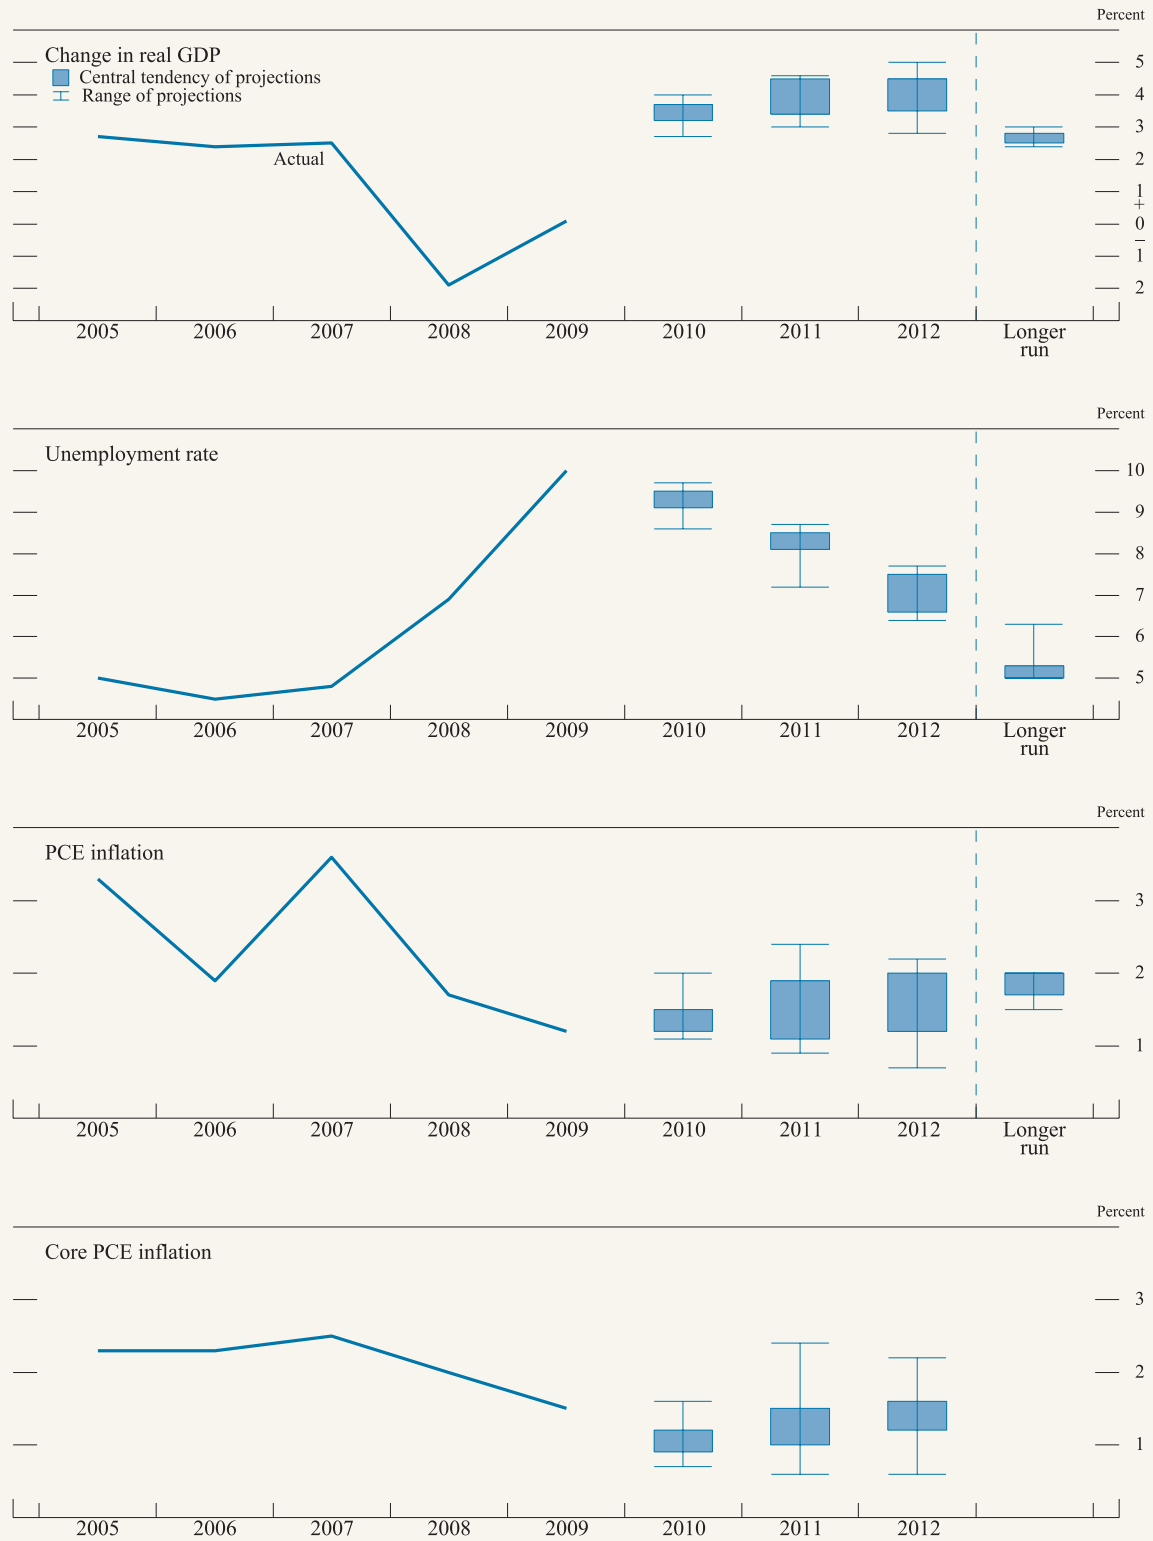 Percent
Change in real GDP
Central tendency of projections
Range of projections
Actual
5
4
3
2
1
+
0
–
1
2
2005 2006 2007 2008 2009 2010 2011 2012 Longer
run
Percent
Unemployment rate
10
9
8
7
6
5
2005 2006 2007 2008 2009 2010 2011 2012 Longer
run
Percent
PCE inflation
3
2
1
2005 2006 2007 2008 2009 2010 2011 2012 Longer
run
Percent
Core PCE inflation
3
2
1
2005 2006 2007 2008 2009 2010 2011 2012